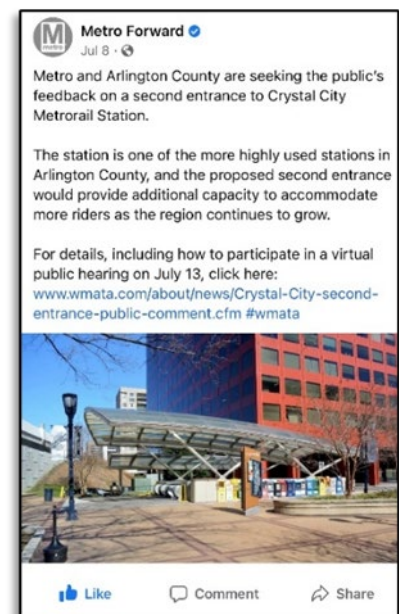 M
metro
Metro Forward
Jul 8 ·
Metro and Arlington County are seeking the public's
feedback on a second entrance to Crystal City
Metrorail Station.
The station is one of the more highly used stations in
Arlington County, and the proposed second entrance
would provide additional capacity to accommodate
more riders as the region continues to grow.
For details, including how to participate in a virtual
public hearing on July 13, click here:
www.wmata.com/about/news/Crystal-City-second-
entrance-public-comment.cfm #wmata
Like
Comment
Share